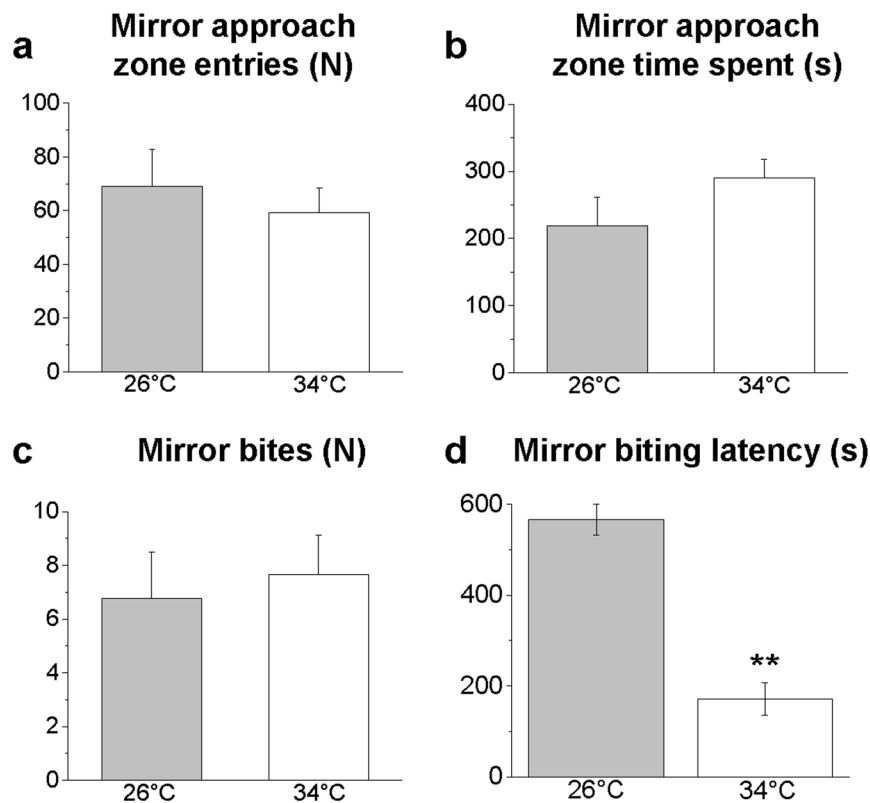 a
Mirror approach
zone entries (N)
100
80
60
40
20
0
26°C
34°C
b
Mirror approach
zone time spent (s)
400
300
200
100
0
26°C
34°C
c
Mirror bites (N)
10
8
6
4
2
0
26°C
34°C
d
Mirror biting latency (s)
600
400
200
0
**
26°C
34°C